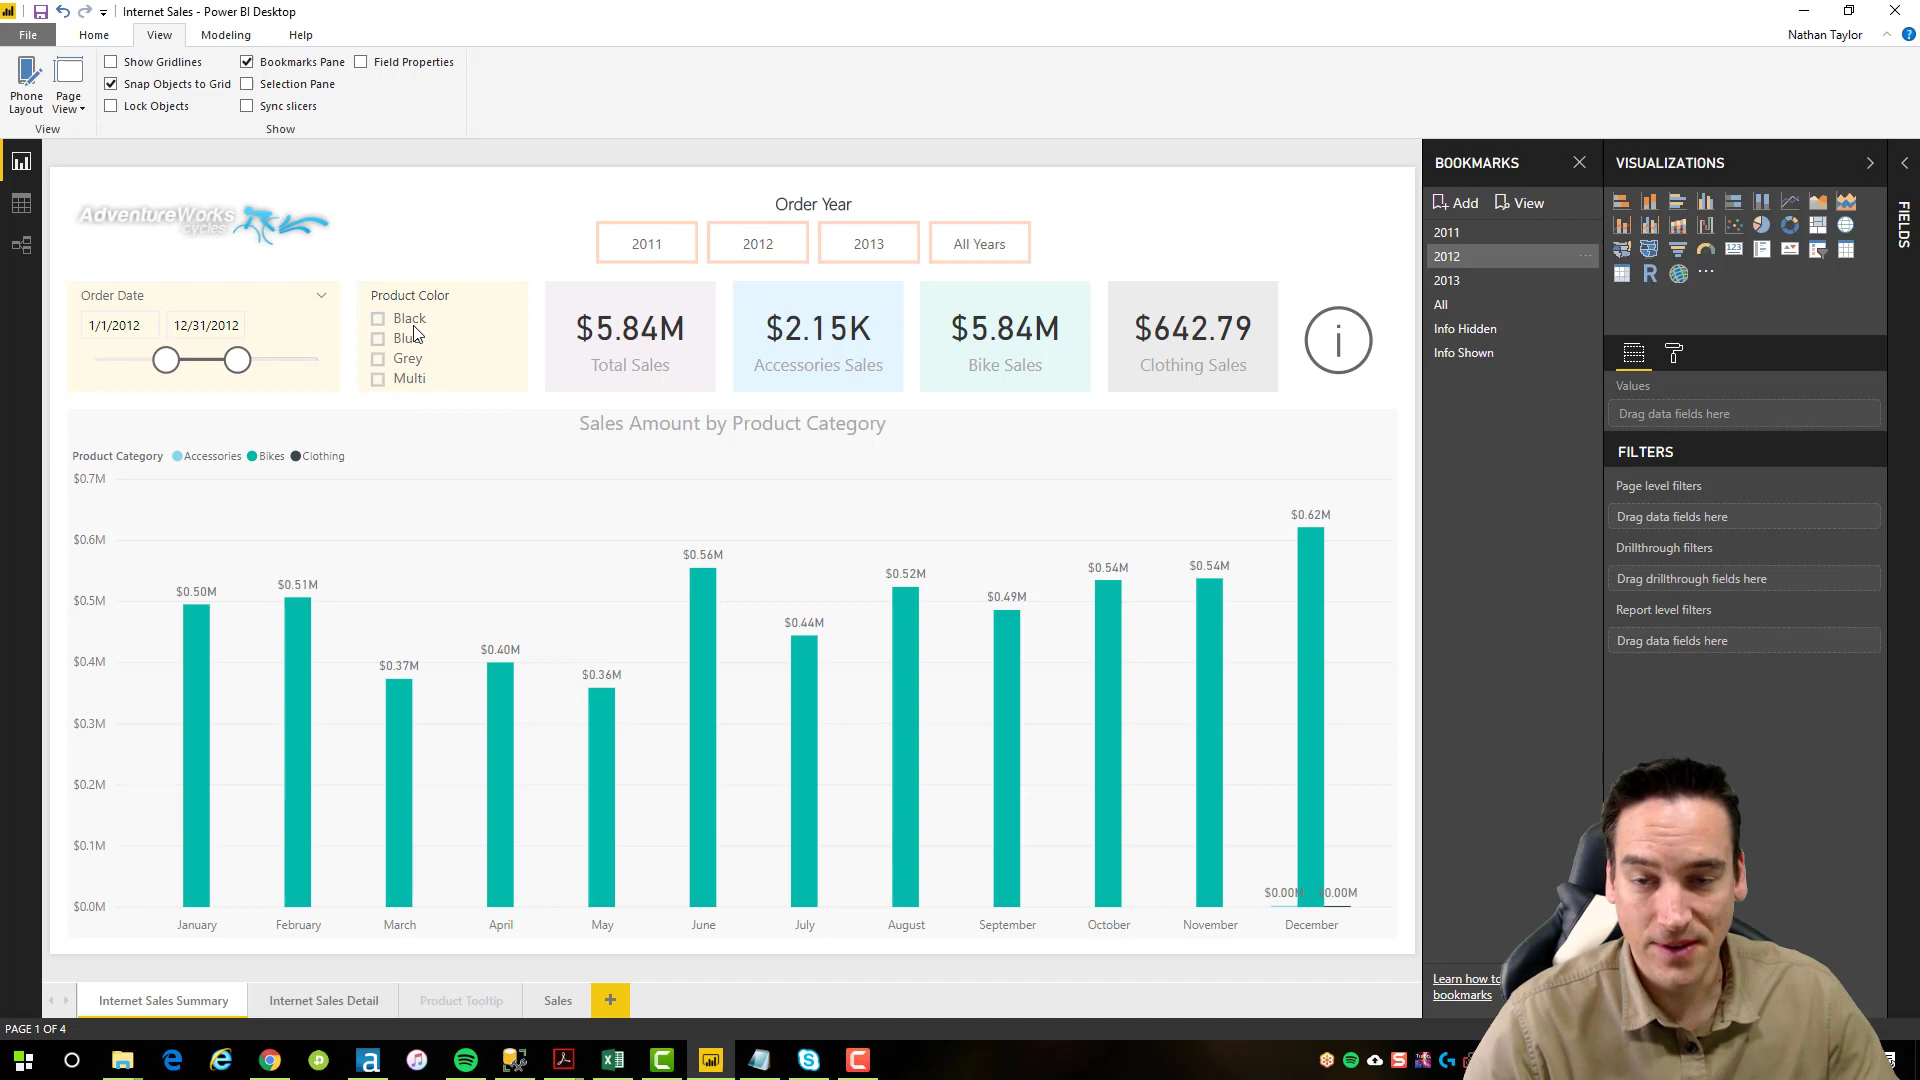 Internet Sales - Power BI Desktop
File
Home
View
Modeling
Help
Nathan Taylor
Phone Layout
Page View
Show Gridlines
Snap Objects to Grid
Lock Objects
Bookmarks Pane
Selection Pane
Sync slicers
Field Properties
View
Show
AdventureWorks
cycles
Order Year
2011
2012
2013
All Years
Order Date
1/1/2012
12/31/2012
Product Color
Black
Grey
Multi
$5.84M
Total Sales
$2.15K
Accessories Sales
$5.84M
Bike Sales
$642.79
Clothing Sales
i
Sales Amount by Product Category
Product Category
Accessories
Bikes
Clothing
$0.7M
$0.6M
$0.5M
$0.4M
$0.3M
$0.2M
$0.1M
$0.0M
$0.50M
$0.51M
$0.37M
$0.40M
$0.36M
$0.56M
$0.44M
$0.52M
$0.49M
$0.54M
$0.54M
$0.62M
$0.00M
January
February
March
April
May
June
July
August
September
October
November
December
Internet Sales Summary
Internet Sales Detail
Product Tooltip
Sales
PAGE 1 OF 4
BOOKMARKS
Add
View
2011
2012
2013
All
Info Hidden
Info Shown
Learn how to
bookmarks
VISUALIZATIONS
Values
Drag data fields here
FILTERS
Page level filters
Drag data fields here
Drillthrough filters
Drag drillthrough fields here
Report level filters
Drag data fields here
FIELDS